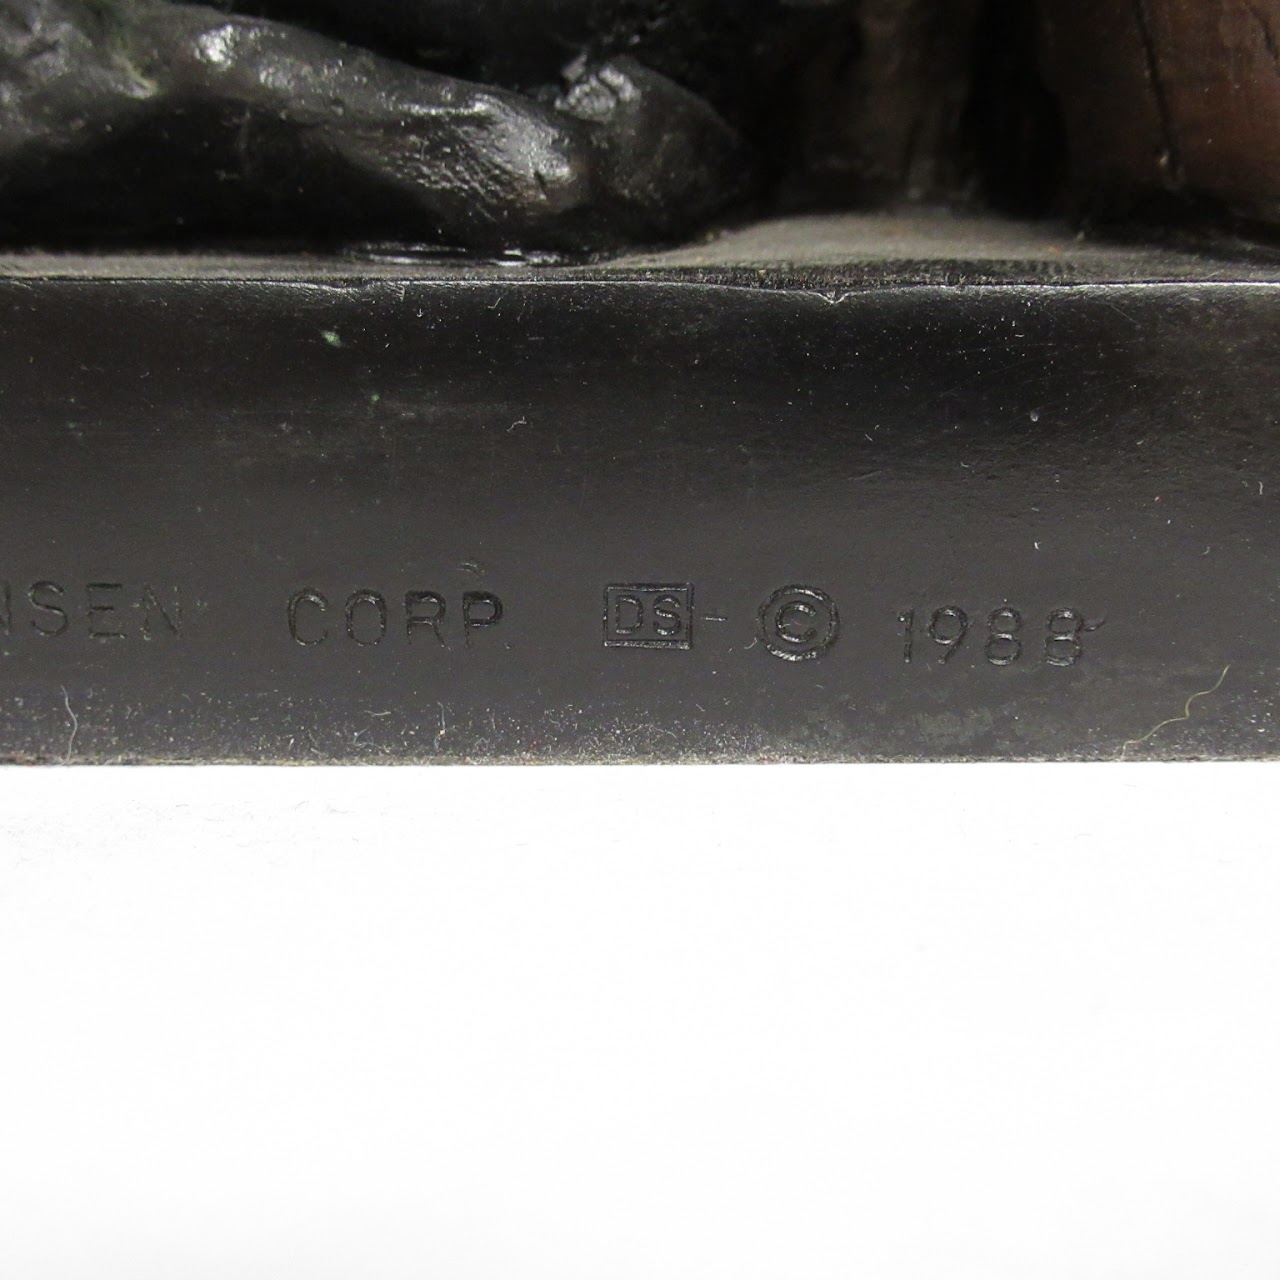 NSEN CORP. DS - © 1988